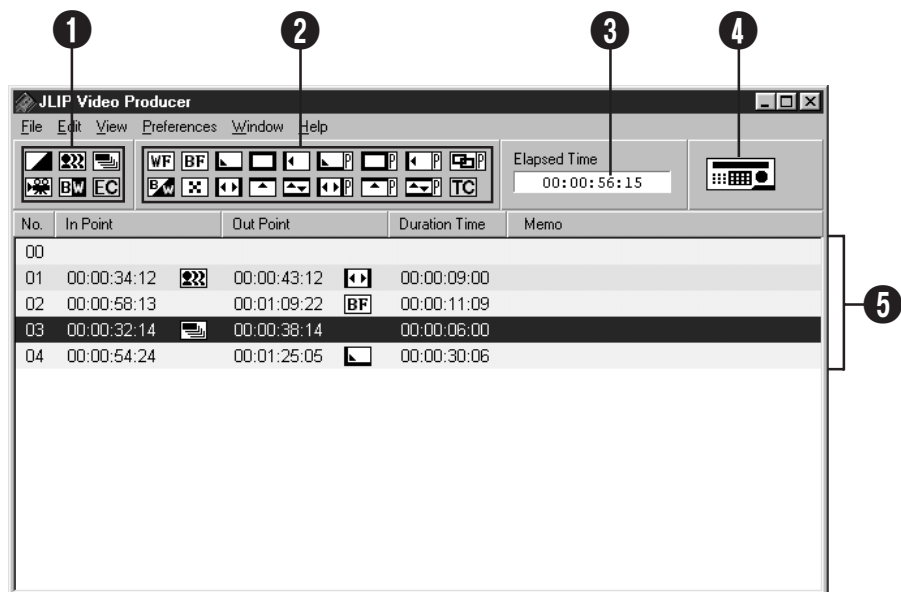 1 2 3 4
JLIP Video Producer
File Edit View Preferences Window Help
WF BF P P P P Elapsed Time
BW EC B/W P P P TC 00:00:56:15
No. In Point Out Point Duration Time Memo
00
01 00:00:34:12 00:00:43:12 00:00:09:00
02 00:00:58:13 00:01:09:22 BF 00:00:11:09
03 00:00:32:14 00:00:38:14 00:00:06:00
04 00:00:54:24 00:01:25:05 00:00:30:06
5